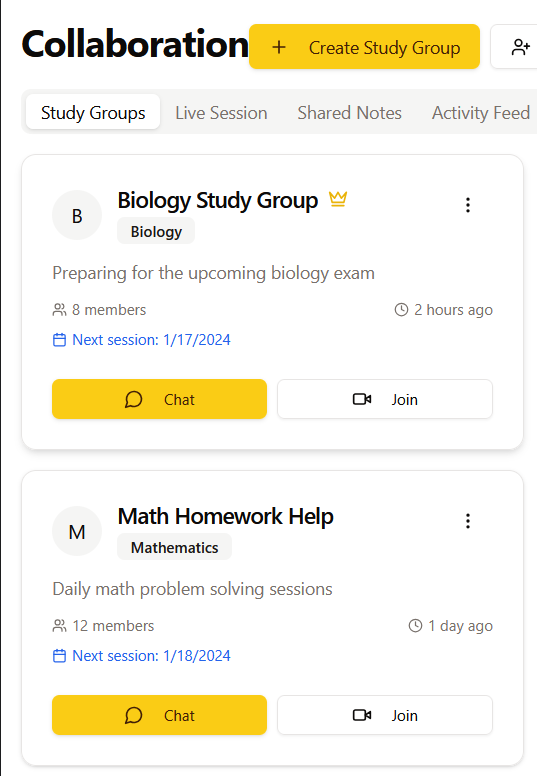 Collaboration + Create Study Group
Study Groups Live Session Shared Notes Activity Feed
B Biology Study Group
Biology
Preparing for the upcoming biology exam
8 members 2 hours ago
Next session: 1/17/2024
Chat Join
M Math Homework Help
Mathematics
Daily math problem solving sessions
12 members 1 day ago
Next session: 1/18/2024
Chat Join